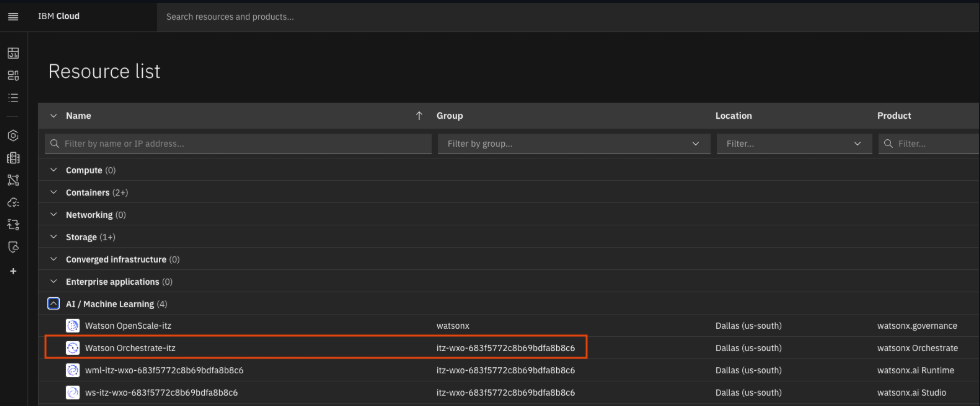 IBM Cloud
Search resources and products...
Resource list
Name Group Location Product
Filter by name or IP address... Filter by group... Filter... Filter...
Compute (0)
Containers (2+)
Networking (0)
Storage (1+)
Converged infrastructure (0)
Enterprise applications (0)
AI / Machine Learning (4)
Watson OpenScale-itz watsonx Dallas (us-south) watsonx.governance
Watson Orchestrate-itz itz-wxo-683f5772c8b69bdfa8b8c6 Dallas (us-south) watsonx Orchestrate
wml-itz-wxo-683f5772c8b69bdfa8b8c6 itz-wxo-683f5772c8b69bdfa8b8c6 Dallas (us-south) watsonx.ai Runtime
ws-itz-wxo-683f5772c8b69bdfa8b8c6 itz-wxo-683f5772c8b69bdfa8b8c6 Dallas (us-south) watsonx.ai Studio